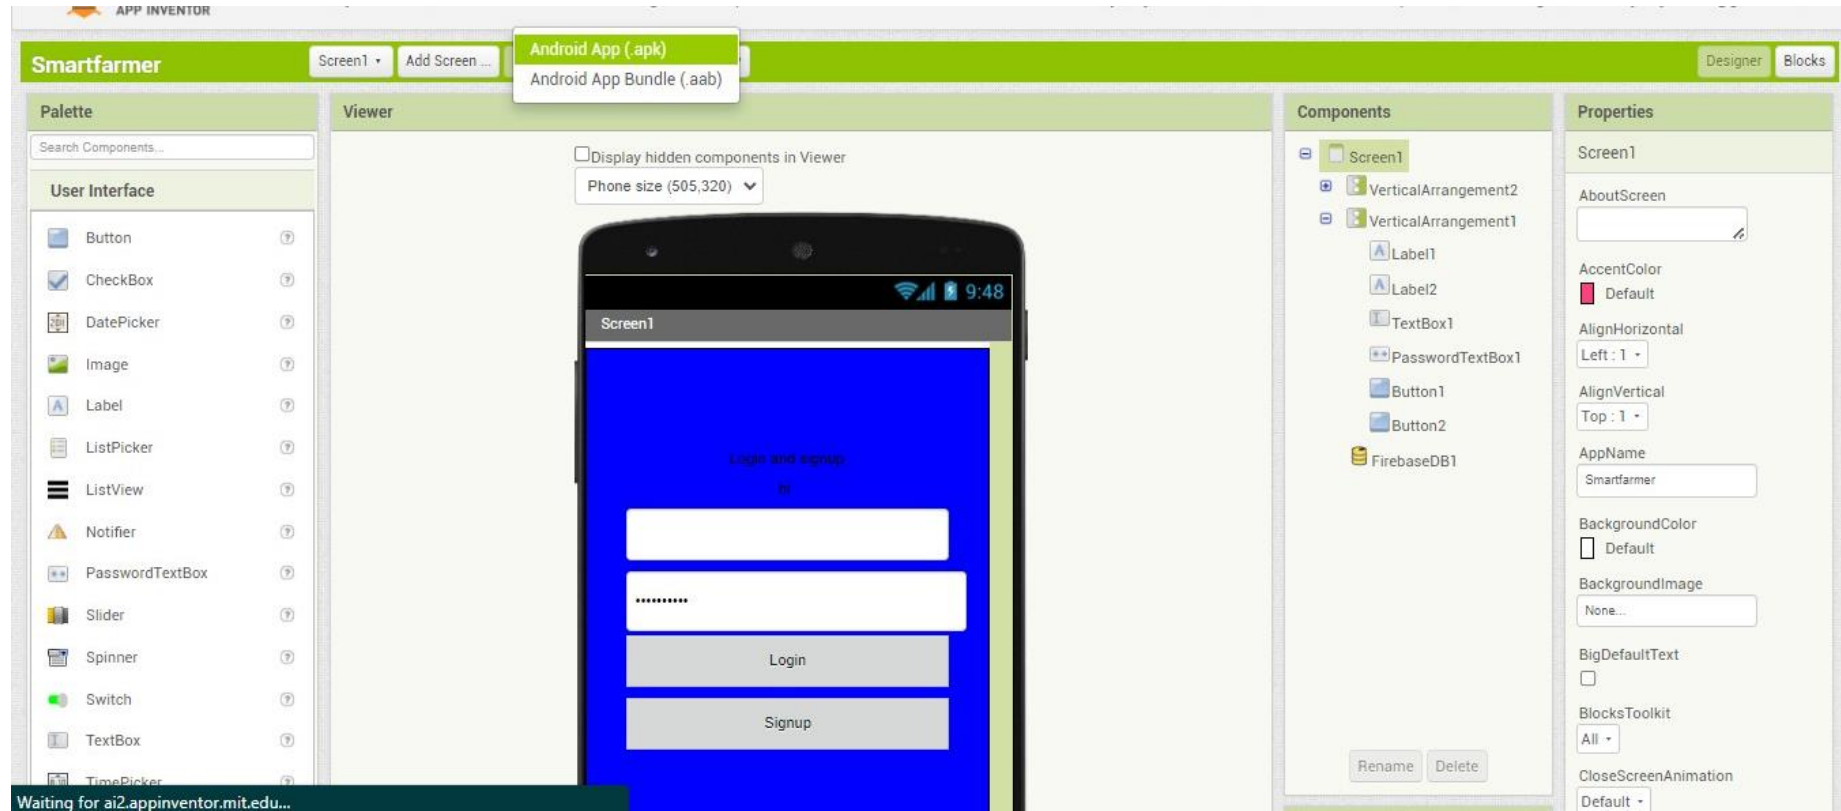 APP INVENTOR
Smartfarmer
Screen1
Add Screen ...
Android App (.apk)
Android App Bundle (.aab)
Designer
Blocks
Palette
Search Components...
User Interface
Button
CheckBox
DatePicker
Image
Label
ListPicker
ListView
Notifier
PasswordTextBox
Slider
Spinner
Switch
TextBox
TimePicker
Waiting for ai2.appinventor.mit.edu...
Viewer
Display hidden components in Viewer
Phone size (505,320)
9:48
Screen1
Login and signup
hi
••••••••••
Login
Signup
Components
Screen1
VerticalArrangement2
VerticalArrangement1
Label1
Label2
TextBox1
PasswordTextBox1
Button1
Button2
FirebaseDB1
Rename
Delete
Properties
Screen1
AboutScreen
AccentColor
Default
AlignHorizontal
Left : 1
AlignVertical
Top : 1
AppName
Smartfarmer
BackgroundColor
Default
BackgroundImage
None...
BigDefaultText
BlocksToolkit
All
CloseScreenAnimation
Default